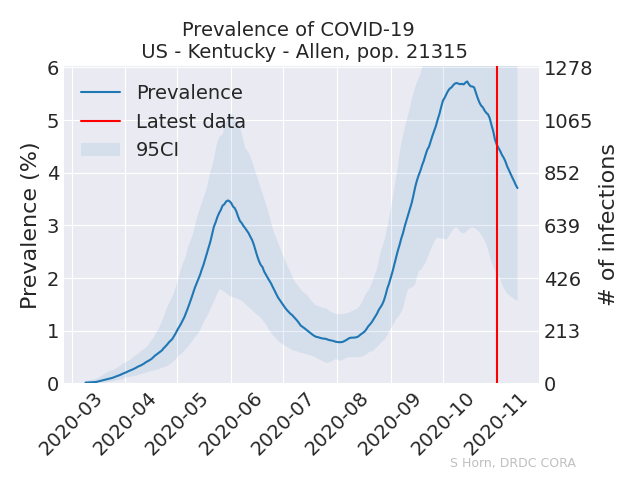 Prevalence of COVID-19
US - Kentucky - Allen, pop. 21315
Prevalence
Latest data
95CI
Prevalence (%)
6
5
4
3
2
1
0
1278
1065
852
639
426
213
0
# of infections
2020-03
2020-04
2020-05
2020-06
2020-07
2020-08
2020-09
2020-10
2020-11
S Horn, DRDC CORA